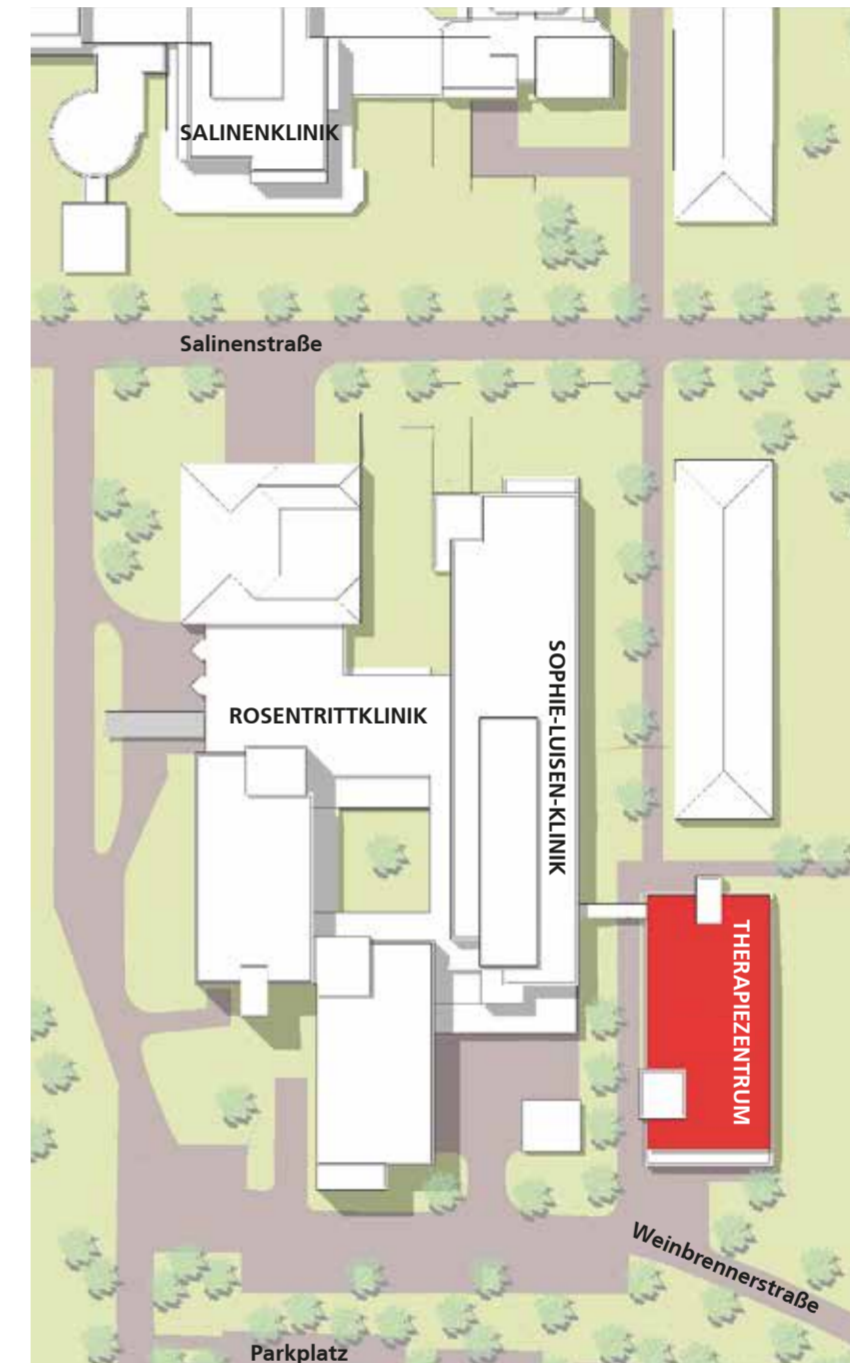 SALINENKLINIK
Salinenstraße
SOPHIE-LUISEN-KLINIK
ROSENTRITTKLINIK
THERAPIEZENTRUM
Weinbrennerstraße
Parkplatz